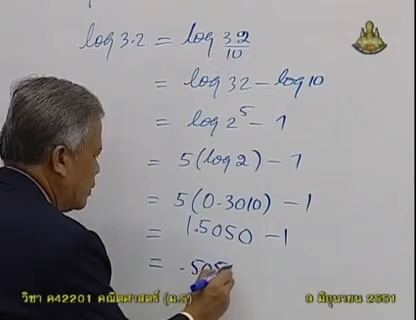 log 3.2 = log 32/10
= log 32 - log 10
= log 2⁵ - 1
= 5(log 2) - 1
= 5(0.3010) - 1
= 1.5050 - 1
= .505
วิชา ค42201 คณิตศาสตร์ (ม.5)
9 มิถุนายน 2551